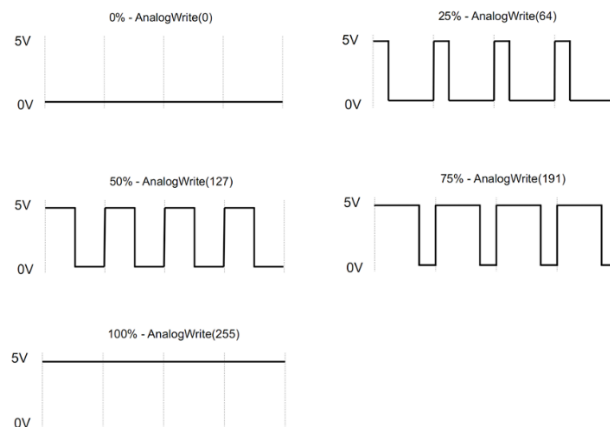 0% - AnalogWrite(0)
5V
0V
25% - AnalogWrite(64)
5V
0V
50% - AnalogWrite(127)
5V
0V
75% - AnalogWrite(191)
5V
0V
100% - AnalogWrite(255)
5V
0V